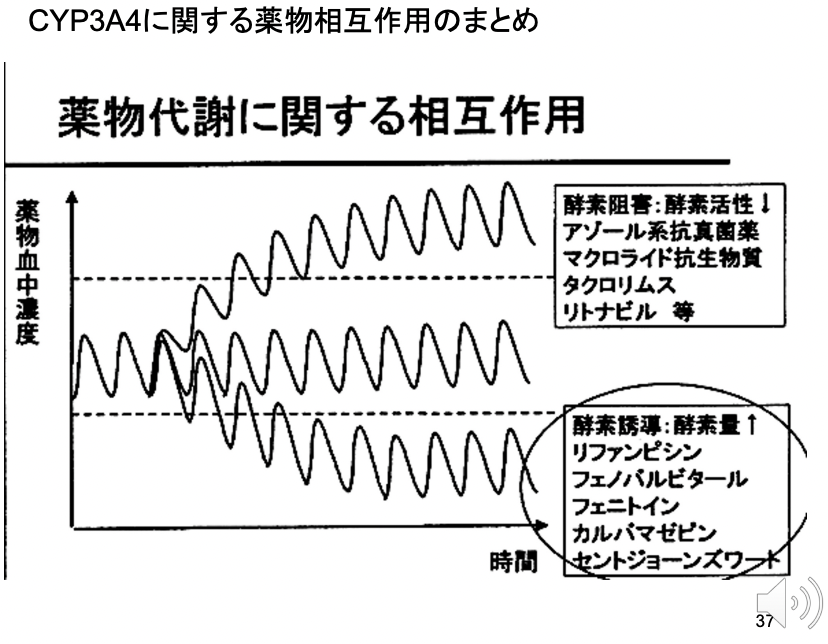 CYP3A4に関する薬物相互作用のまとめ
薬物代謝に関する相互作用
薬物血中濃度
酵素阻害:酵素活性↓
アゾール系抗真菌薬
マクロライド抗生物質
タクロリムス
リトナビル 等
酵素誘導:酵素量↑
リファンピシン
フェノバルビタール
フェニトイン
カルバマゼピン
セントジョーンズワート
時間
37